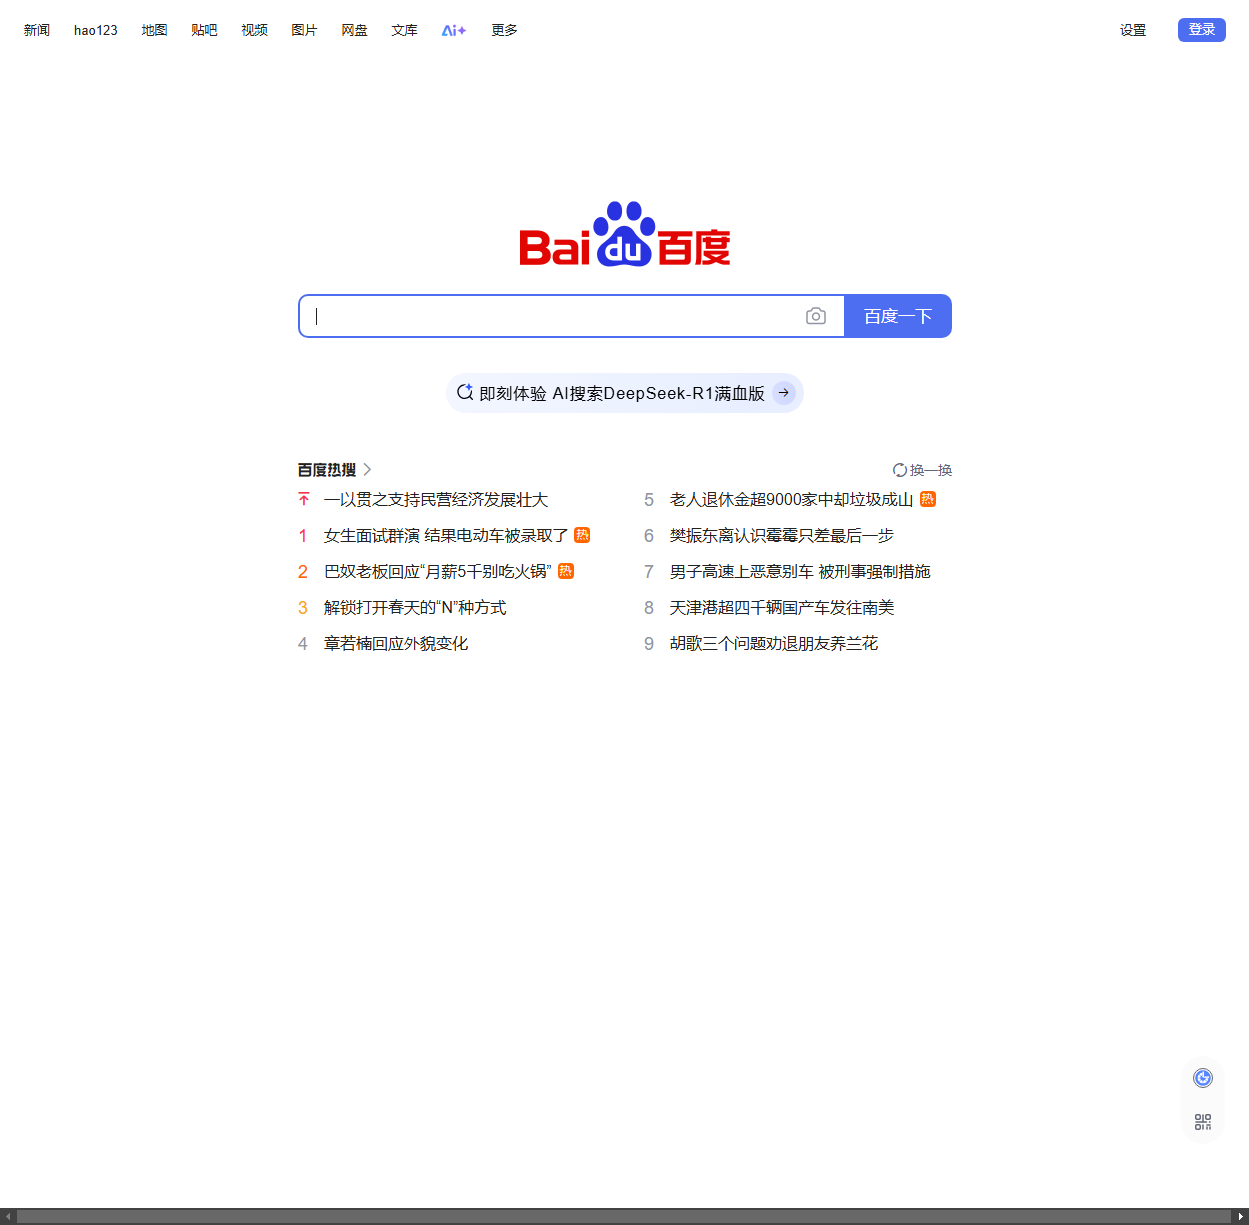 新闻 hao123 地图 贴吧 视频 图片 网盘 文库 Ai+ 更多 设置 登录
Bai du 百度
百度一下
即刻体验 AI搜索DeepSeek-R1满血版
百度热搜 换一换
一以贯之支持民营经济发展壮大
1 女生面试群演 结果电动车被录取了 热
2 巴奴老板回应“月薪5千别吃火锅” 热
3 解锁打开春天的“N”种方式
4 章若楠回应外貌变化
5 老人退休金超9000家中却垃圾成山 热
6 樊振东离认识霉霉只差最后一步
7 男子高速上恶意别车 被刑事强制措施
8 天津港超四千辆国产车发往南美
9 胡歌三个问题劝退朋友养兰花